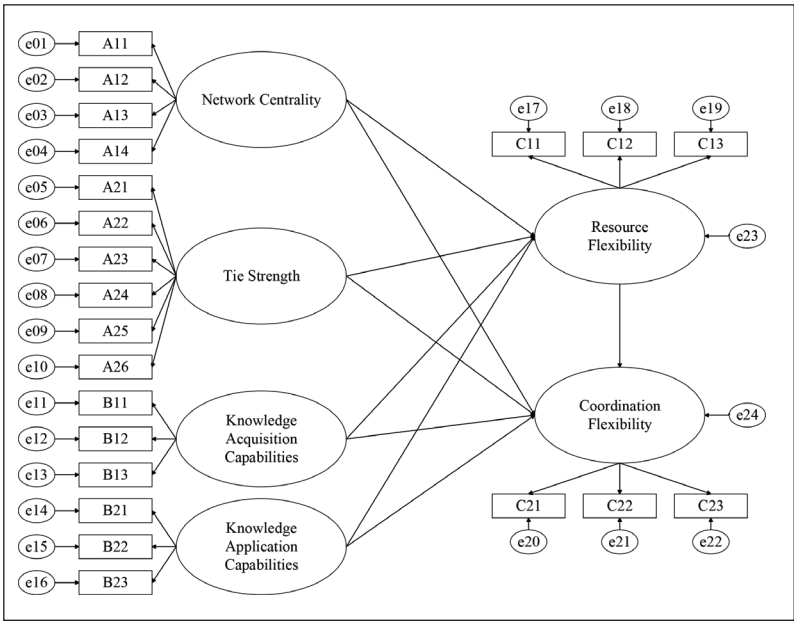 e01 A11
e02 A12
e03 A13
e04 A14
e05 A21
e06 A22
e07 A23
e08 A24
e09 A25
e10 A26
e11 B11
e12 B12
e13 B13
e14 B21
e15 B22
e16 B23
Network Centrality
Tie Strength
Knowledge
Acquisition
Capabilities
Knowledge
Application
Capabilities
e17 e18 e19
C11 C12 C13
Resource
Flexibility
e23
Coordination
Flexibility
e24
C21 C22 C23
e20 e21 e22